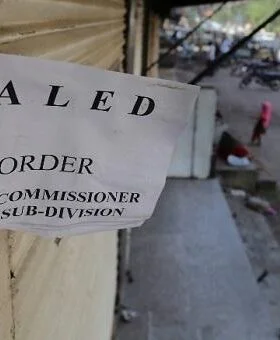 ALED
ORDER
COMMISSIONER
SUB-DIVISION